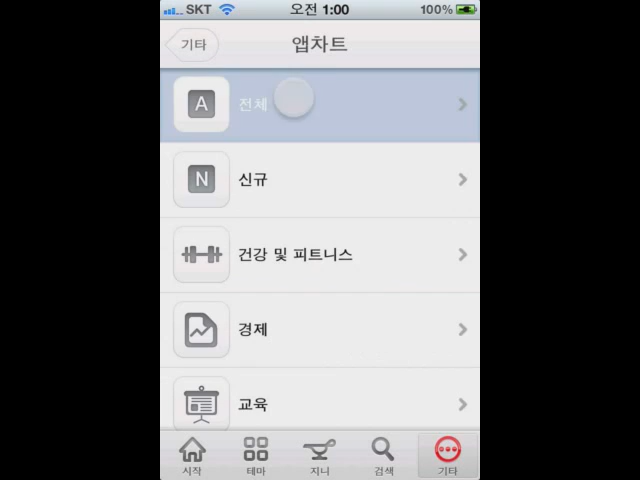 SKT 오전 1:00 100%
기타 앱차트
A 전체
N 신규
건강 및 피트니스
경제
교육
시작 테마 지니 검색 기타